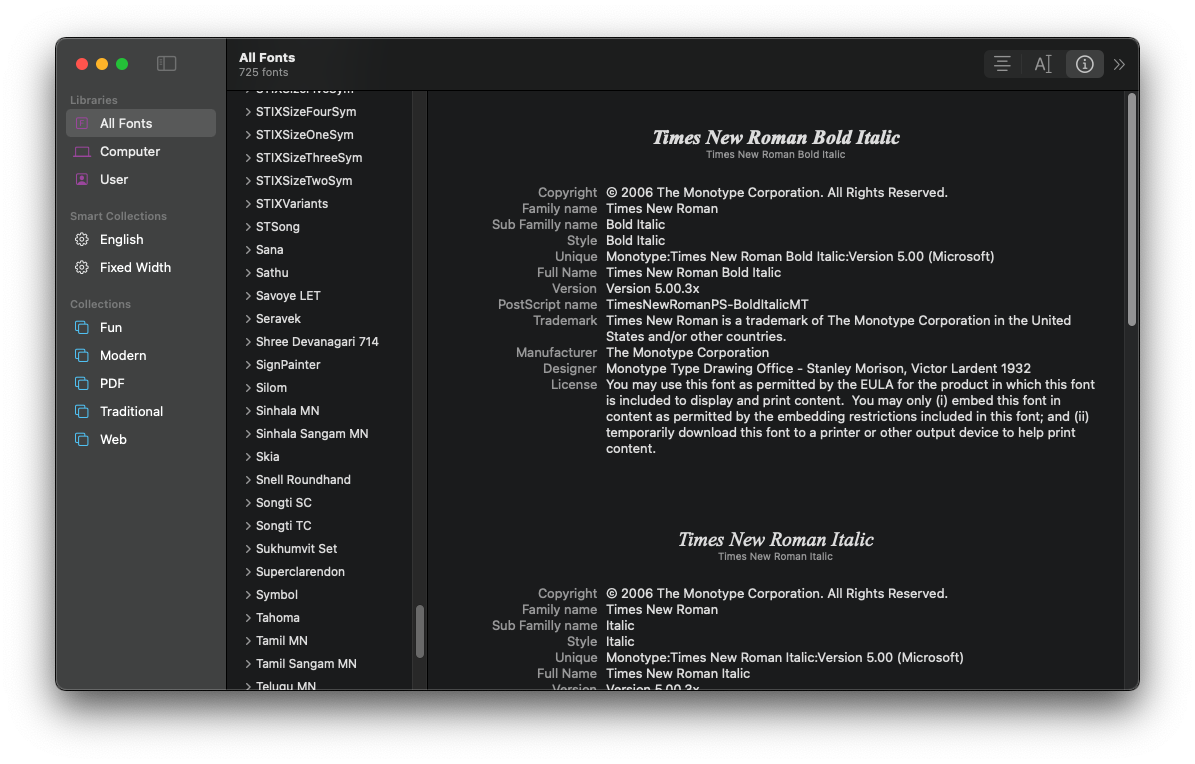 All Fonts
725 fonts
Libraries
All Fonts
Computer
User
Smart Collections
English
Fixed Width
Collections
Fun
Modern
PDF
Traditional
Web
STIXSizeFiveSym
STIXSizeFourSym
STIXSizeOneSym
STIXSizeThreeSym
STIXSizeTwoSym
STIXVariants
STSong
Sana
Sathu
Savoye LET
Seravek
Shree Devanagari 714
SignPainter
Silom
Sinhala MN
Sinhala Sangam MN
Skia
Snell Roundhand
Songti SC
Songti TC
Sukhumvit Set
Superclarendon
Symbol
Tahoma
Tamil MN
Tamil Sangam MN
Telugu MN
Times New Roman Bold Italic
Times New Roman Bold Italic
Copyright © 2006 The Monotype Corporation. All Rights Reserved.
Family name Times New Roman
Sub Familly name Bold Italic
Style Bold Italic
Unique Monotype:Times New Roman Bold Italic:Version 5.00 (Microsoft)
Full Name Times New Roman Bold Italic
Version Version 5.00.3x
PostScript name TimesNewRomanPS-BoldItalicMT
Trademark Times New Roman is a trademark of The Monotype Corporation in the United
States and/or other countries.
Manufacturer The Monotype Corporation
Designer Monotype Type Drawing Office - Stanley Morison, Victor Lardent 1932
License You may use this font as permitted by the EULA for the product in which this font
is included to display and print content.  You may only (i) embed this font in
content as permitted by the embedding restrictions included in this font; and (ii)
temporarily download this font to a printer or other output device to help print
content.
Times New Roman Italic
Times New Roman Italic
Copyright © 2006 The Monotype Corporation. All Rights Reserved.
Family name Times New Roman
Sub Familly name Italic
Style Italic
Unique Monotype:Times New Roman Italic:Version 5.00 (Microsoft)
Full Name Times New Roman Italic
Version Version 5.00.3x